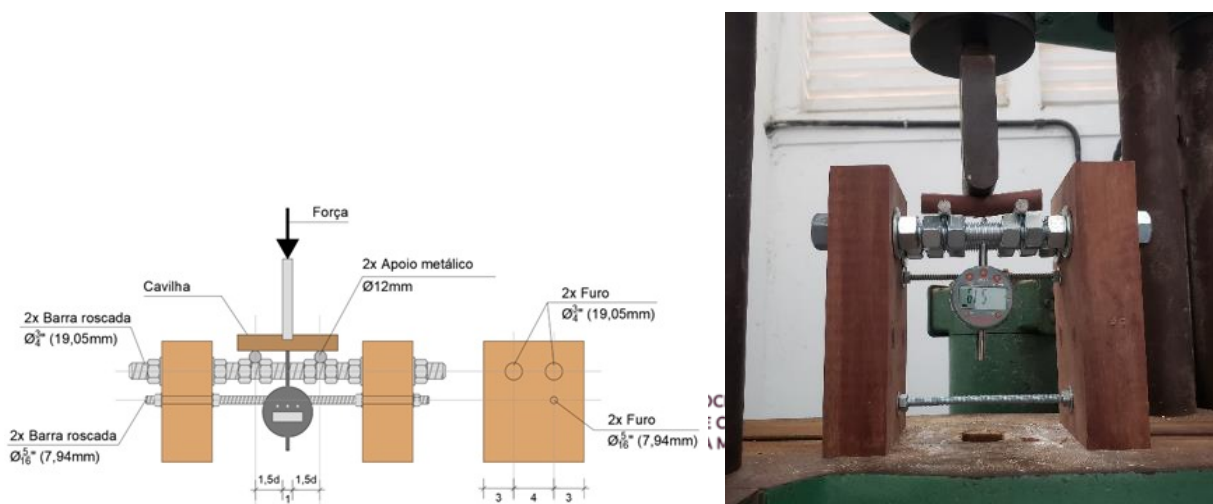 Força
2x Apoio metálico
Ø12mm
Cavilha
2x Barra roscada
Ø¾" (19,05mm)
2x Furo
Ø¾" (19,05mm)
2x Barra roscada
Ø5/16" (7,94mm)
2x Furo
Ø5/16" (7,94mm)
1,5d 1 1,5d
3 4 3